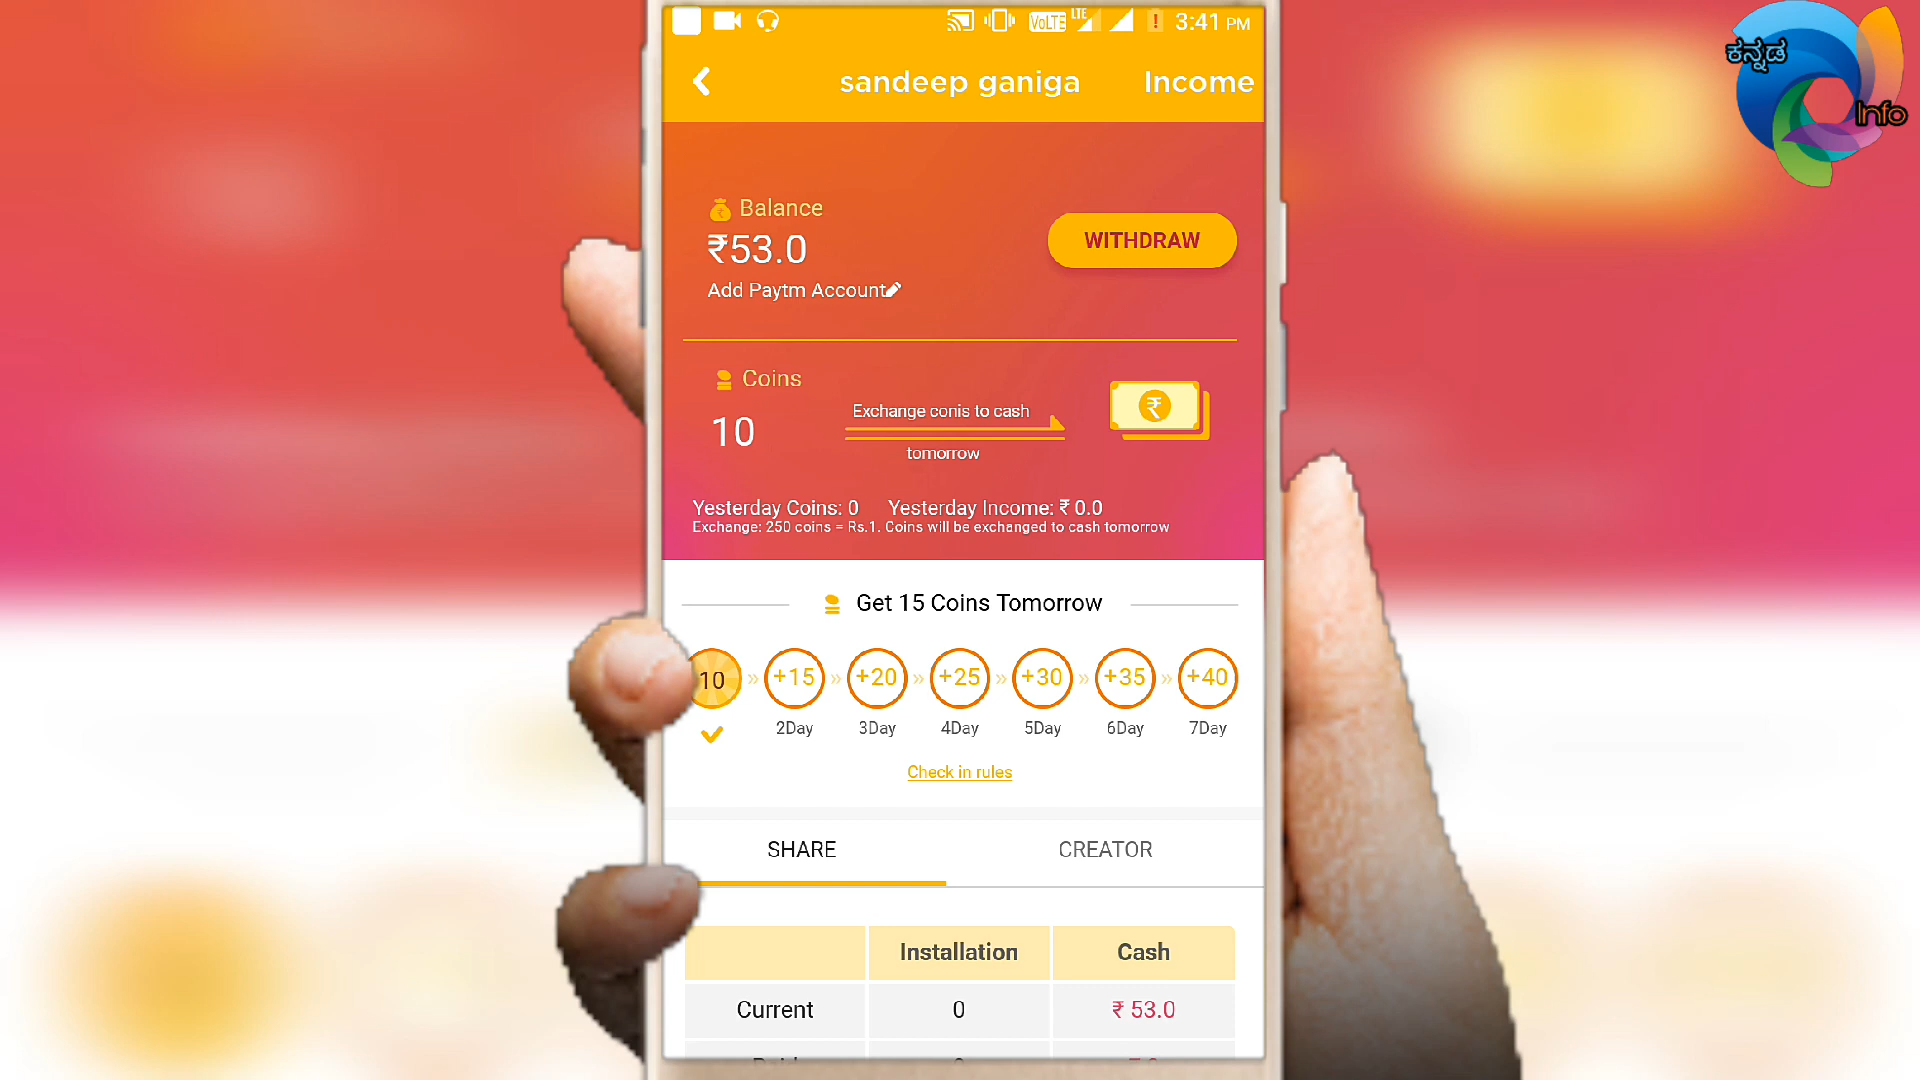 VoLTE LTE 3:41 PM
sandeep ganiga Income
ಕನ್ನಡ
Info
Balance
₹53.0
WITHDRAW
Add Paytm Account
Coins
10
Exchange conis to cash
tomorrow
Yesterday Coins: 0 Yesterday Income: ₹ 0.0
Exchange: 250 coins = Rs.1. Coins will be exchanged to cash tomorrow
Get 15 Coins Tomorrow
10 » +15 » +20 » +25 » +30 » +35 » +40
2Day 3Day 4Day 5Day 6Day 7Day
Check in rules
SHARE CREATOR
Installation Cash
Current 0 ₹ 53.0